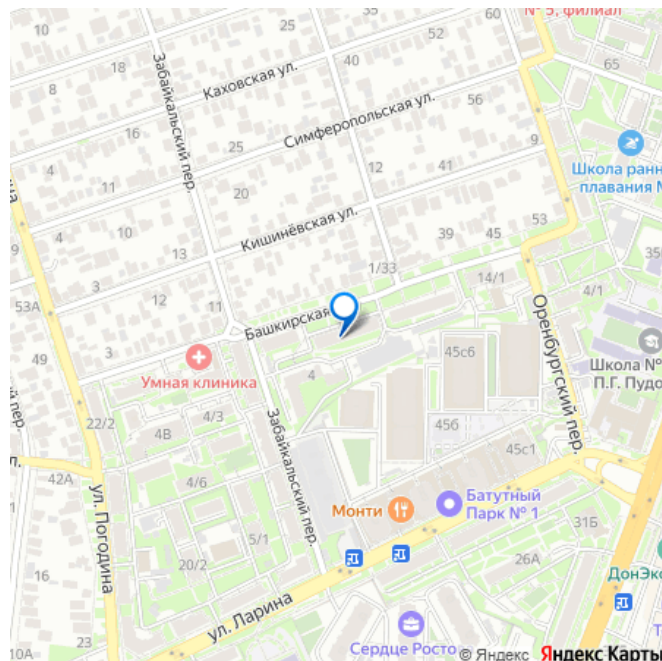 № 5, филиал
60
10
18
52
65
8
Каховская ул.
25
Забайкальский пер.
Симферопольская ул.
56
16
9
Школа ранн
плавания №
25
12
41
4
11
20
Кишинёвская ул.
4
10
13
39
45
53
1/33
35
53А
3
12
11
14/1
4/1
Башкирская
49
3
Умная клиника
4
45с6
Оренбургский пер.
Школа №
П.Г. Пудо
22/2
4/3
4В
45б
й пер.
Забайкальский пер.
45с1
42А
4/6
Монти
Батутный
Парк № 1
31Б
ул. Погодина
5/1
20/2
26А
ДонЭкс
16
ул. Ларина
23
Сердце Росто
© Яндекс Яндекс Карты